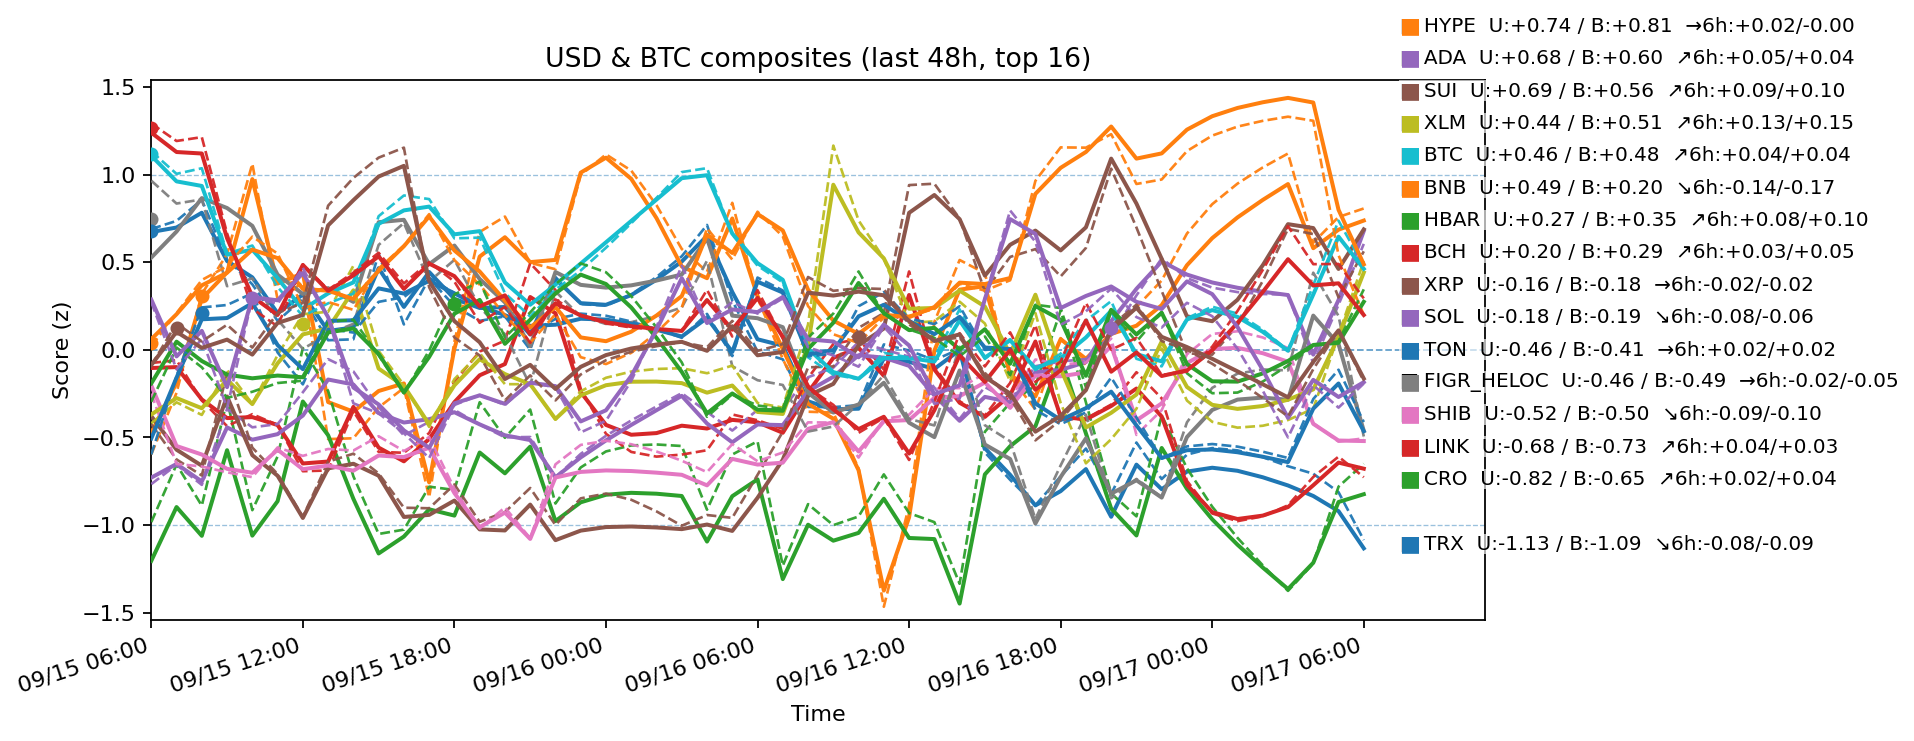 USD & BTC composites (last 48h, top 16)
HYPE U:+0.74 / B:+0.81 →6h:+0.02/-0.00
ADA U:+0.68 / B:+0.60 ↗6h:+0.05/+0.04
SUI U:+0.69 / B:+0.56 ↗6h:+0.09/+0.10
XLM U:+0.44 / B:+0.51 ↗6h:+0.13/+0.15
BTC U:+0.46 / B:+0.48 ↗6h:+0.04/+0.04
BNB U:+0.49 / B:+0.20 ↘6h:-0.14/-0.17
HBAR U:+0.27 / B:+0.35 ↗6h:+0.08/+0.10
BCH U:+0.20 / B:+0.29 ↗6h:+0.03/+0.05
XRP U:-0.16 / B:-0.18 →6h:-0.02/-0.02
SOL U:-0.18 / B:-0.19 ↘6h:-0.08/-0.06
TON U:-0.46 / B:-0.41 →6h:+0.02/+0.02
FIGR_HELOC U:-0.46 / B:-0.49 →6h:-0.02/-0.05
SHIB U:-0.52 / B:-0.50 ↘6h:-0.09/-0.10
LINK U:-0.68 / B:-0.73 ↗6h:+0.04/+0.03
CRO U:-0.82 / B:-0.65 ↗6h:+0.02/+0.04
TRX U:-1.13 / B:-1.09 ↘6h:-0.08/-0.09
Score (z)
1.5
1.0
0.5
0.0
−0.5
−1.0
−1.5
09/15 06:00
09/15 12:00
09/15 18:00
09/16 00:00
09/16 06:00
09/16 12:00
09/16 18:00
09/17 00:00
09/17 06:00
Time